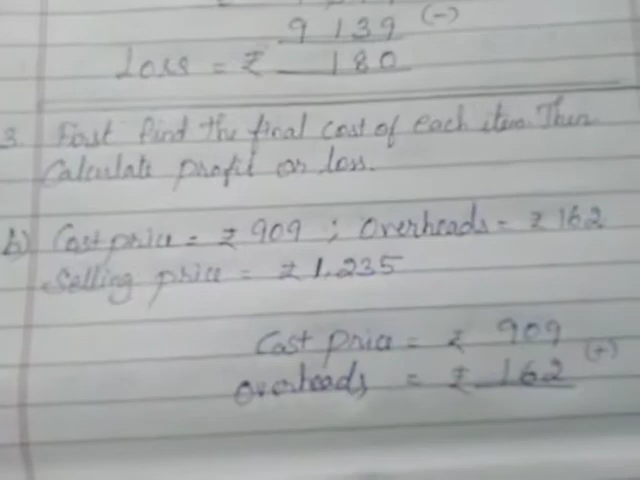 9 139 (-)
Loss = ₹ 180
3. First find the final cost of each item. Then
Calculate profit or loss.
b) Cost price = ₹ 909 ; Overheads = ₹ 162
Selling price = ₹ 1,235
Cost Price = ₹ 909
Overheads = ₹ 162 (+)